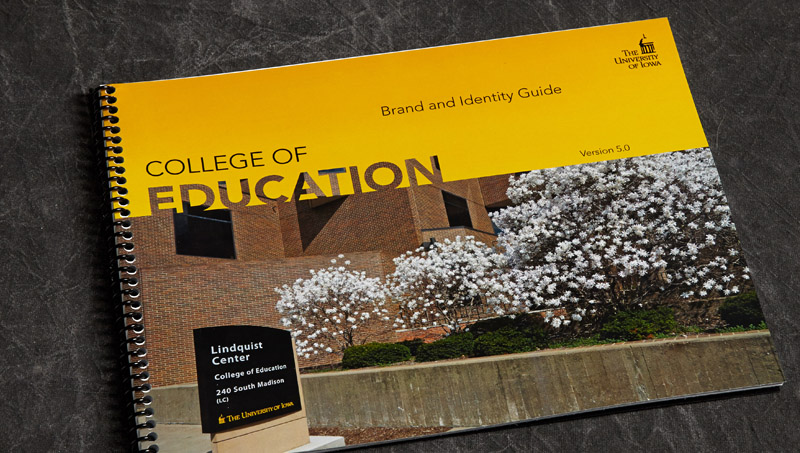 THE
UNIVERSITY
OF IOWA
Brand and Identity Guide
Version 5.0
COLLEGE OF
EDUCATION
Lindquist
Center
College of Education
240 South Madison
(LC)
THE UNIVERSITY OF IOWA